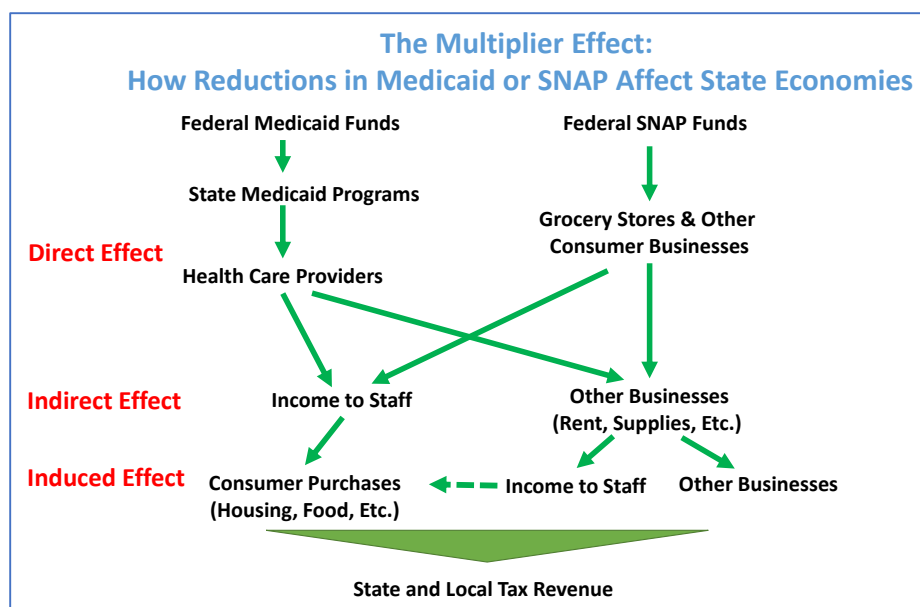 The Multiplier Effect:
How Reductions in Medicaid or SNAP Affect State Economies
Federal Medicaid Funds
Federal SNAP Funds
State Medicaid Programs
Grocery Stores & Other
Consumer Businesses
Direct Effect
Health Care Providers
Indirect Effect
Income to Staff
Other Businesses
(Rent, Supplies, Etc.)
Induced Effect
Consumer Purchases
(Housing, Food, Etc.)
Income to Staff
Other Businesses
State and Local Tax Revenue